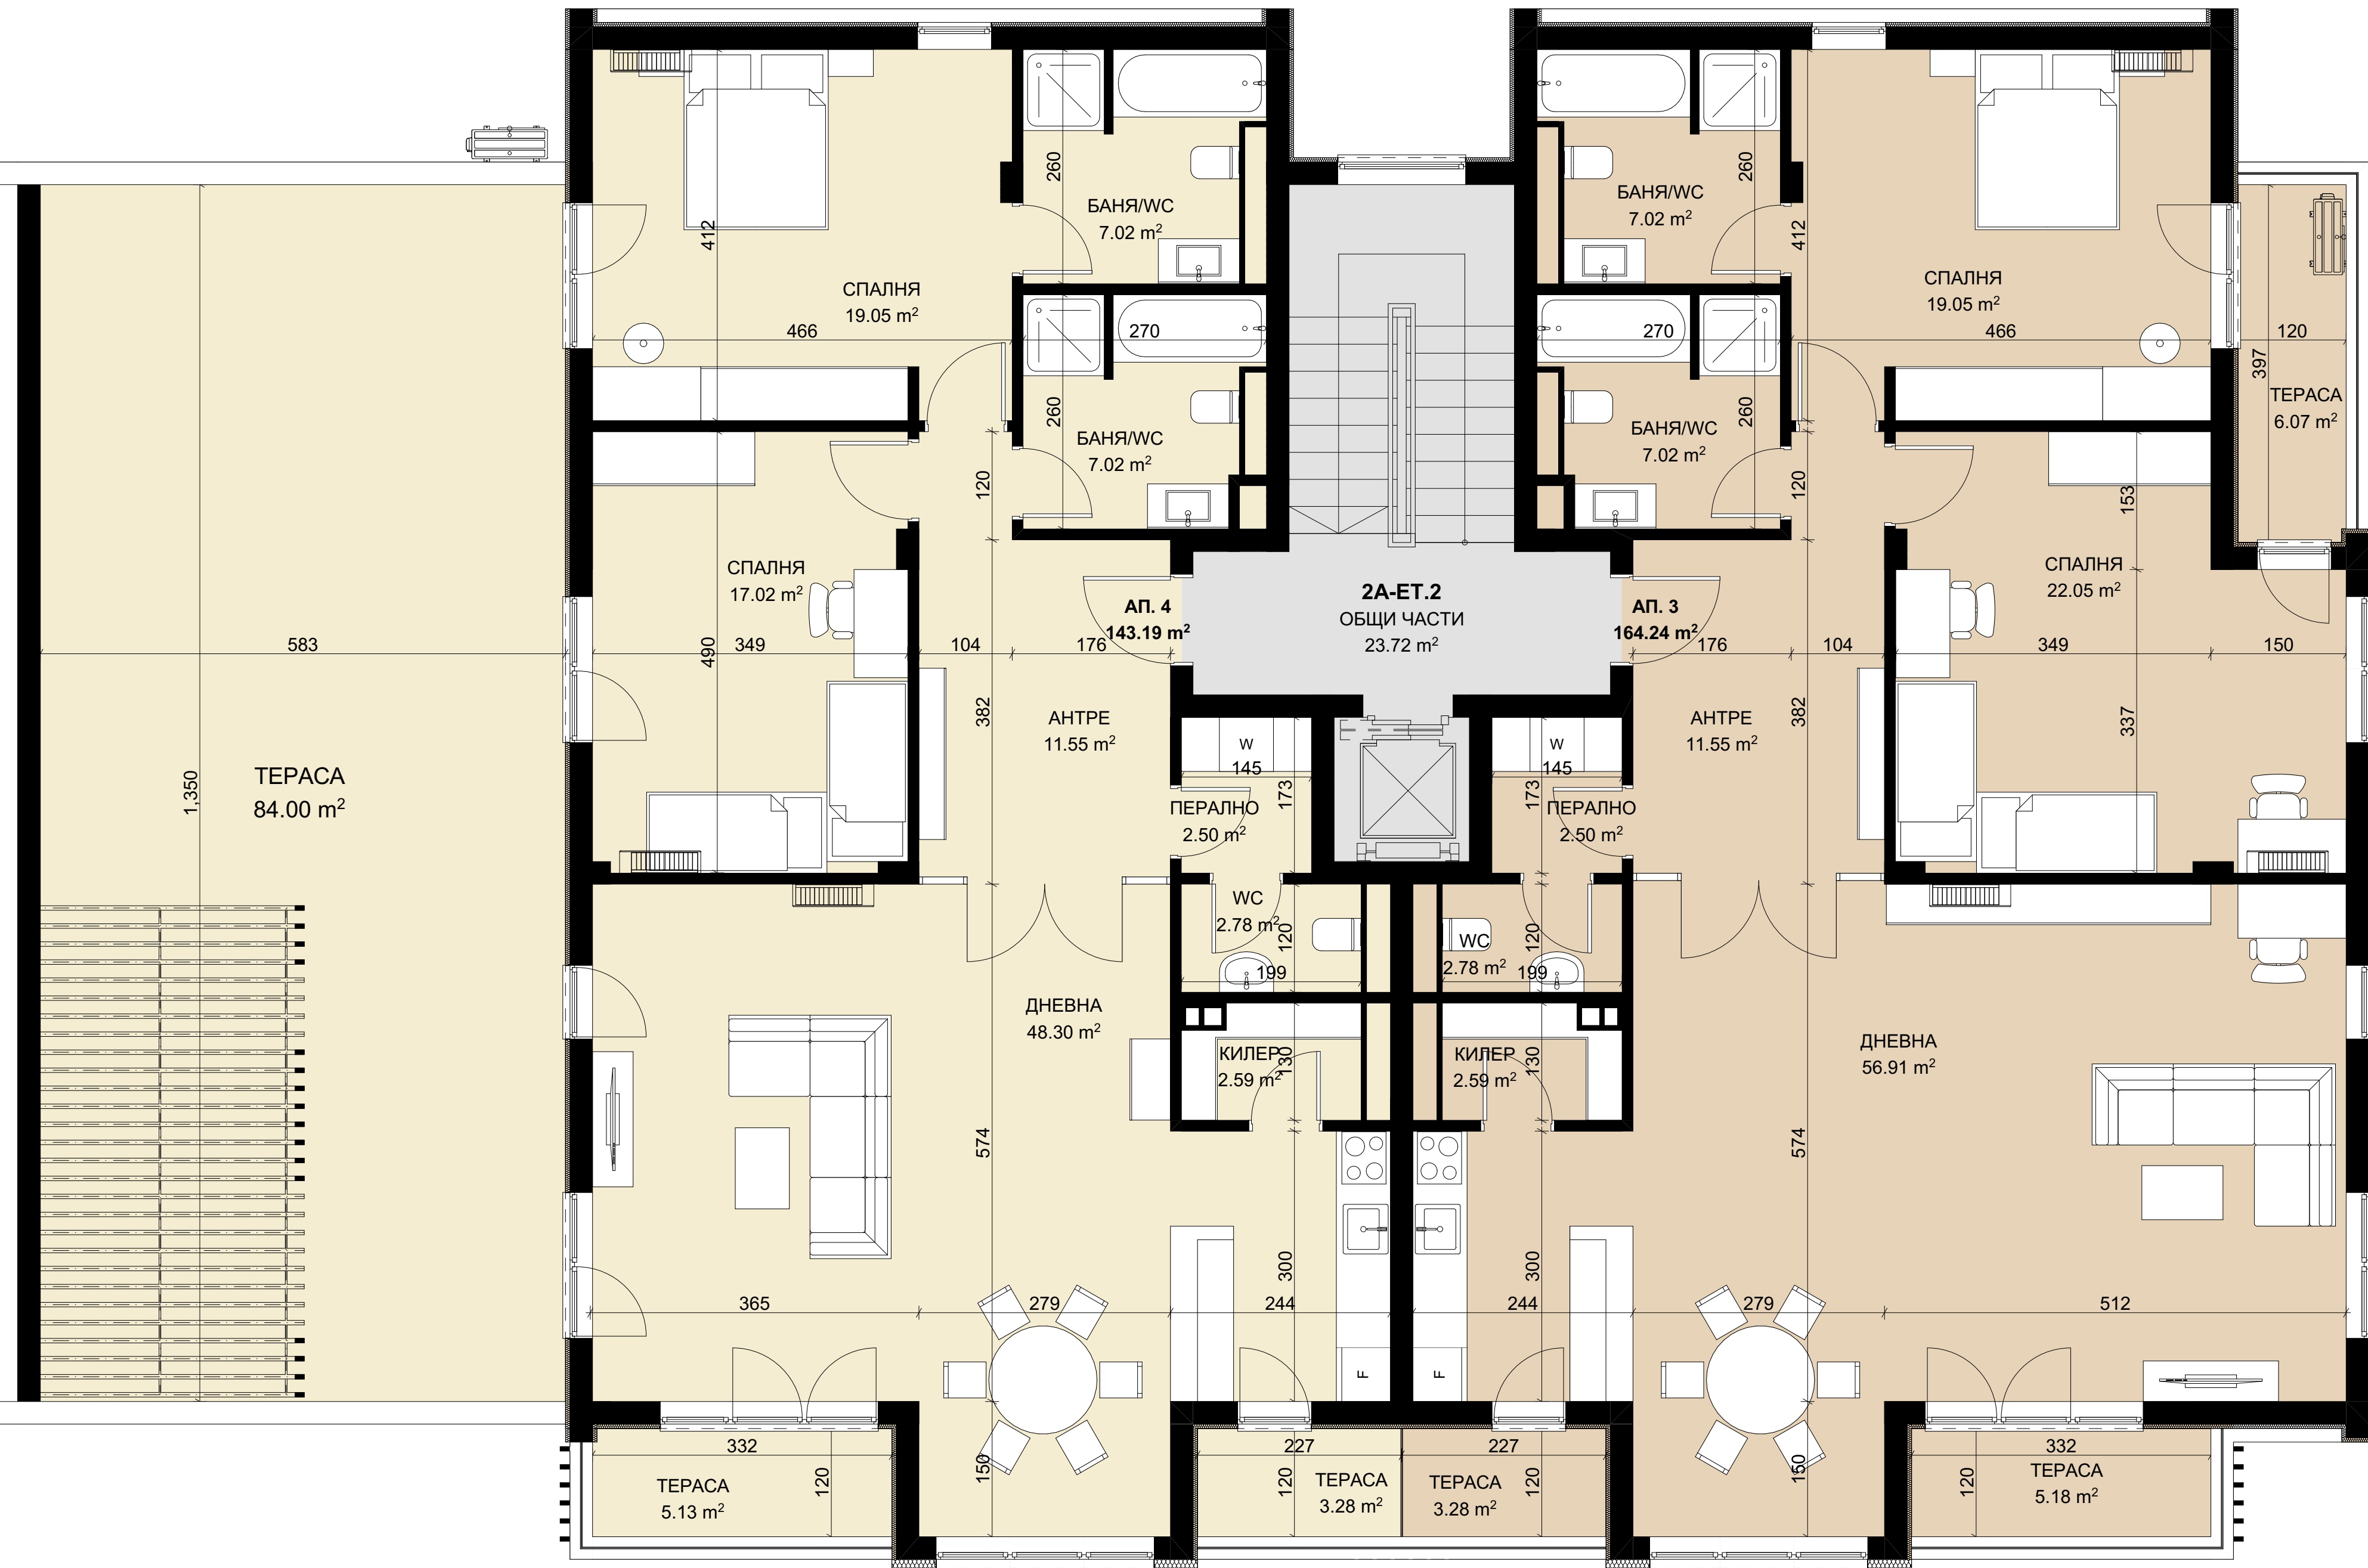 260
БАНЯ/WC
7.02 m²
412
СПАЛНЯ
19.05 m²
466
270
260
БАНЯ/WC
7.02 m²
120
СПАЛНЯ
17.02 m²
583
490
349
104
176
АП. 4
143.19 m²
382
АНТРЕ
11.55 m²
ТЕРАСА
84.00 m²
1,350
W
145
173
ПЕРАЛНО
2.50 m²
WC
2.78 m²
120
199
ДНЕВНА
48.30 m²
КИЛЕР
2.59 m²
130
574
300
365
279
244
F
332
120
ТЕРАСА
5.13 m²
150
227
120
ТЕРАСА
3.28 m²
2А-ЕТ.2
ОБЩИ ЧАСТИ
23.72 m²
БАНЯ/WC
7.02 m²
260
412
СПАЛНЯ
19.05 m²
270
466
120
397
ТЕРАСА
6.07 m²
БАНЯ/WC
7.02 m²
260
120
153
СПАЛНЯ
22.05 m²
АП. 3
164.24 m²
176
104
349
150
382
337
АНТРЕ
11.55 m²
W
145
173
ПЕРАЛНО
2.50 m²
WC
2.78 m²
120
199
ДНЕВНА
56.91 m²
КИЛЕР
2.59 m²
130
574
300
244
279
512
F
227
120
ТЕРАСА
3.28 m²
150
332
120
ТЕРАСА
5.18 m²